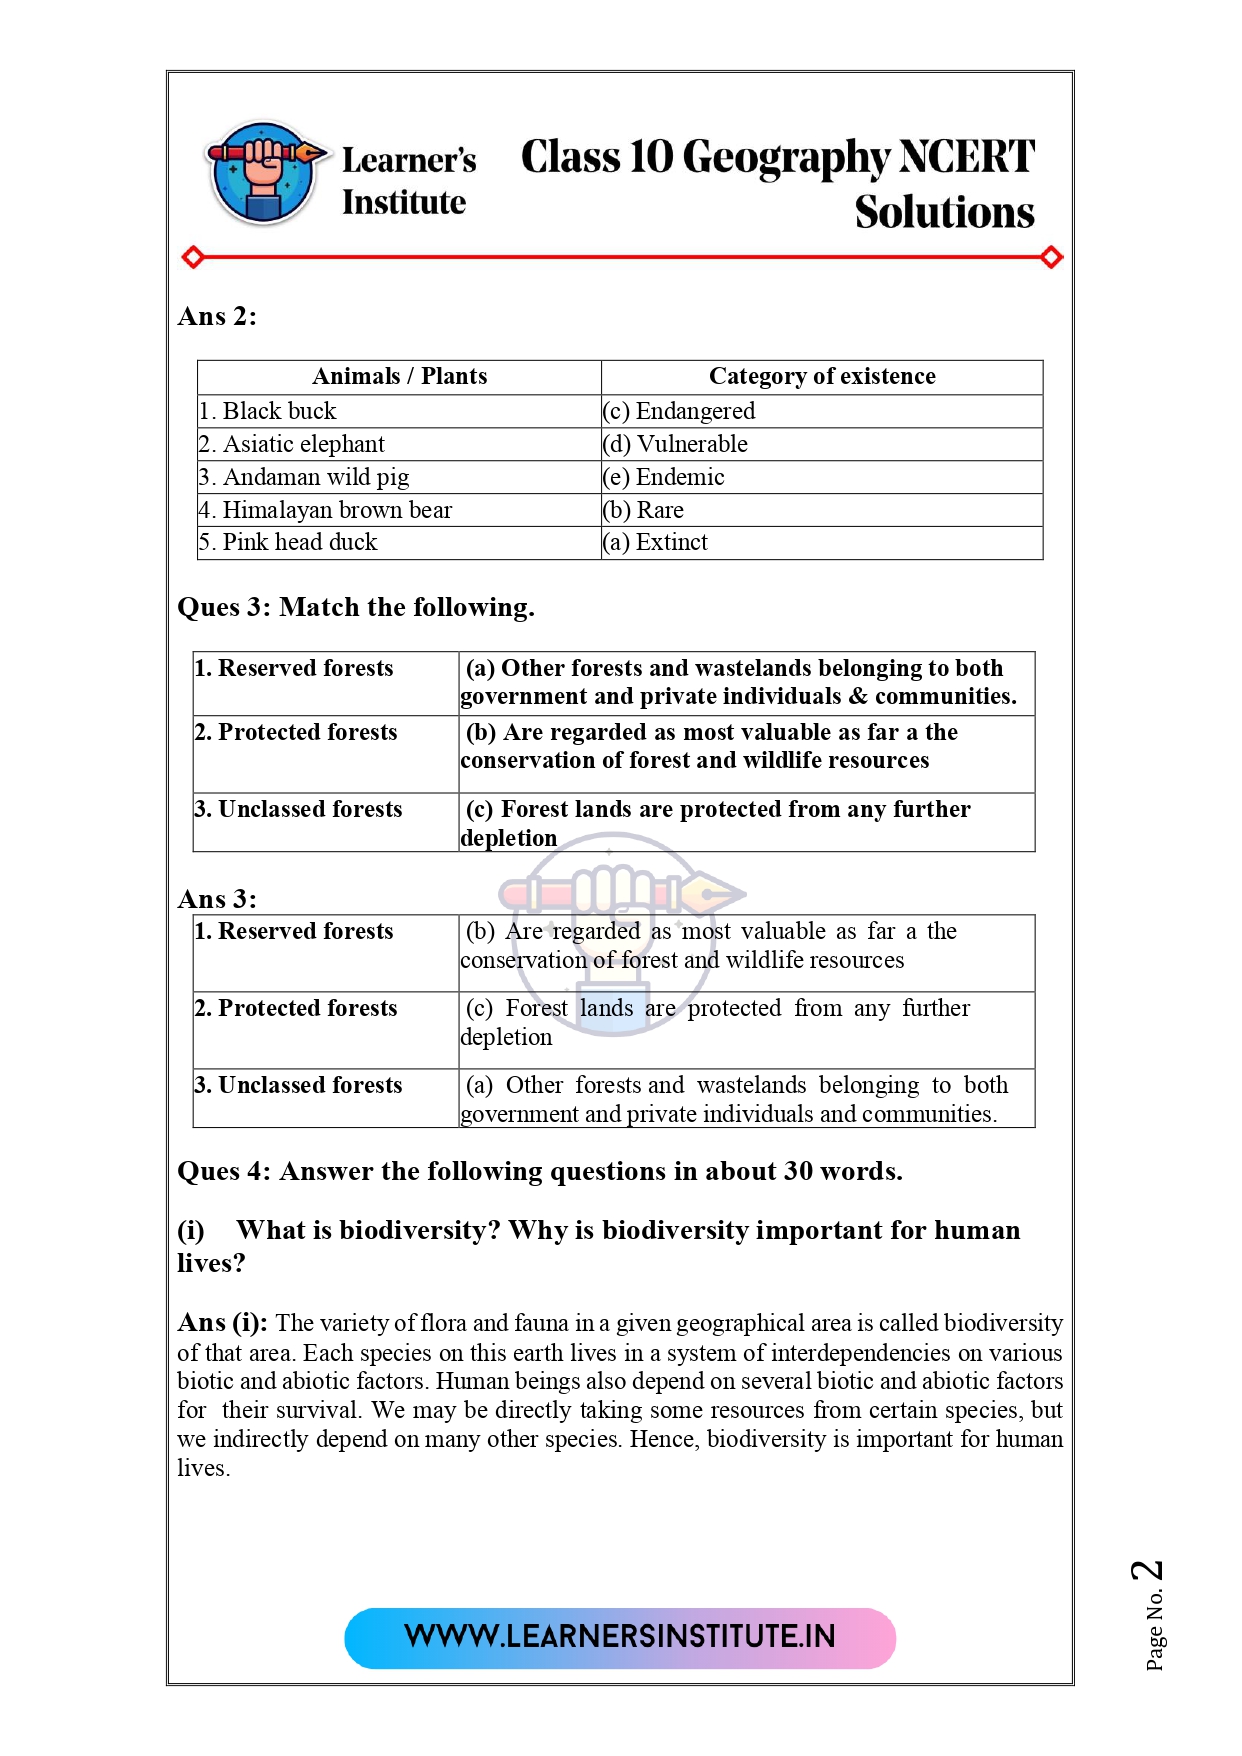 Learner's
Institute
Class 10 Geography NCERT
Solutions
Ans 2:
Animals / Plants Category of existence
1. Black buck (c) Endangered
2. Asiatic elephant (d) Vulnerable
3. Andaman wild pig (e) Endemic
4. Himalayan brown bear (b) Rare
5. Pink head duck (a) Extinct
Ques 3: Match the following.
1. Reserved forests (a) Other forests and wastelands belonging to both
government and private individuals & communities.
2. Protected forests (b) Are regarded as most valuable as far a the
conservation of forest and wildlife resources
3. Unclassed forests (c) Forest lands are protected from any further
depletion
Ans 3:
1. Reserved forests (b) Are regarded as most valuable as far a the
conservation of forest and wildlife resources
2. Protected forests (c) Forest lands are protected from any further
depletion
3. Unclassed forests (a) Other forests and wastelands belonging to both
government and private individuals and communities.
Ques 4: Answer the following questions in about 30 words.
(i) What is biodiversity? Why is biodiversity important for human
lives?
Ans (i): The variety of flora and fauna in a given geographical area is called biodiversity
of that area. Each species on this earth lives in a system of interdependencies on various
biotic and abiotic factors. Human beings also depend on several biotic and abiotic factors
for their survival. We may be directly taking some resources from certain species, but
we indirectly depend on many other species. Hence, biodiversity is important for human
lives.
WWW.LEARNERSINSTITUTE.IN
Page No. 2